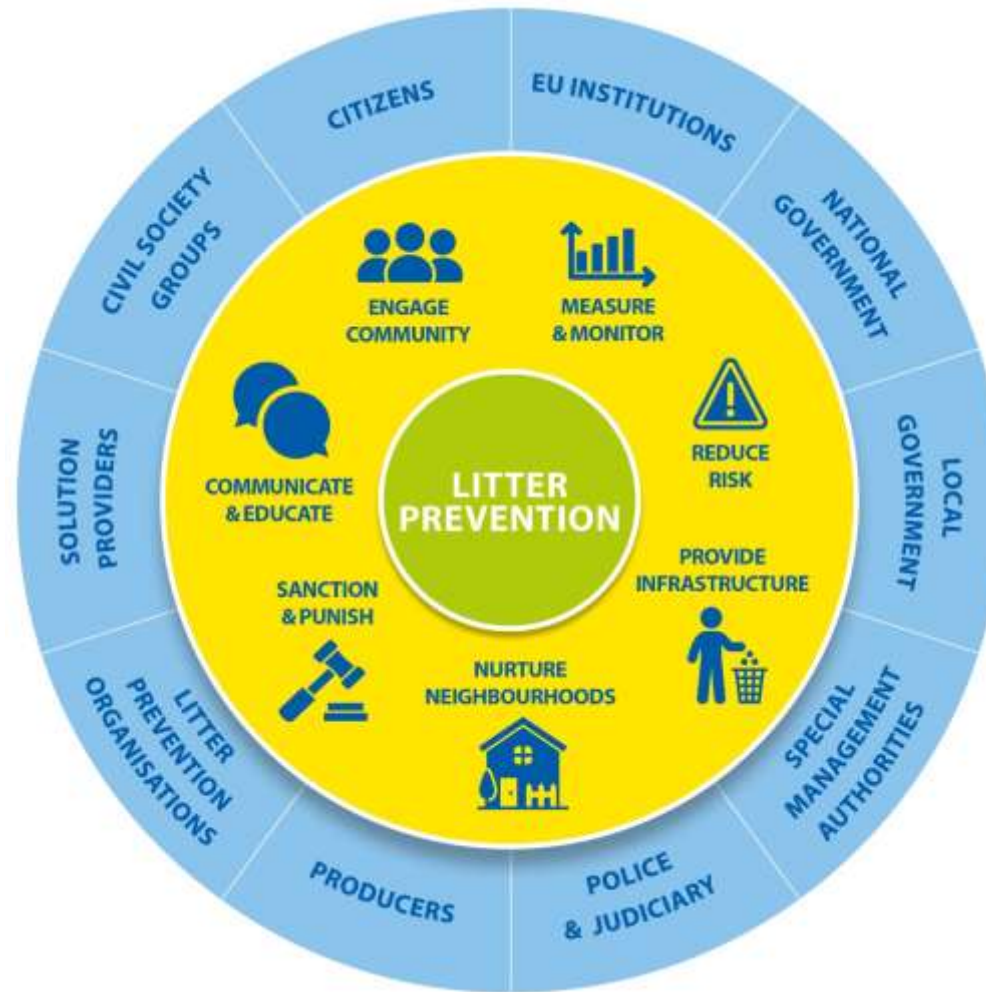 CITIZENS
EU INSTITUTIONS
NATIONAL
GOVERNMENT
LOCAL
GOVERNMENT
SPECIAL
MANAGEMENT
AUTHORITIES
POLICE
& JUDICIARY
PRODUCERS
LITTER
PREVENTION
ORGANISATIONS
SOLUTION
PROVIDERS
CIVIL SOCIETY
GROUPS
ENGAGE
COMMUNITY
MEASURE
& MONITOR
REDUCE
RISK
PROVIDE
INFRASTRUCTURE
NURTURE
NEIGHBOURHOODS
SANCTION
& PUNISH
COMMUNICATE
& EDUCATE
LITTER
PREVENTION